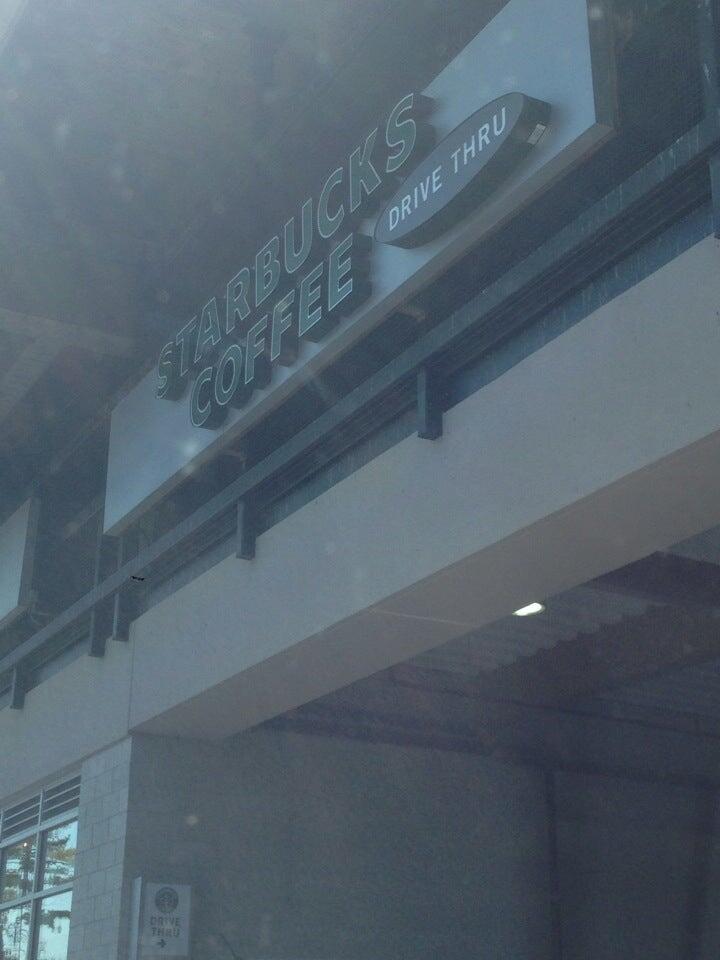 STARBUCKS
COFFEE
DRIVE THRU
DRIVE
THRU
→